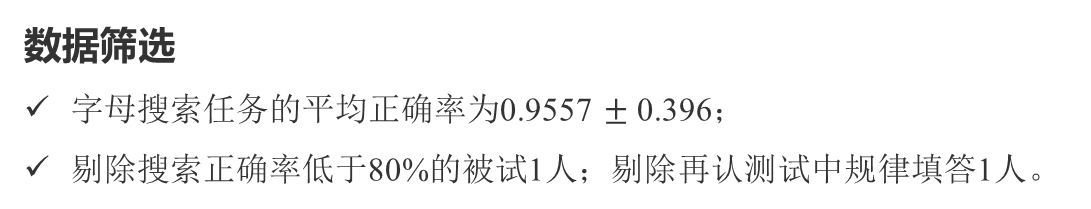 数据筛选
✓ 字母搜索任务的平均正确率为0.9557 ± 0.396；
✓ 剔除搜索正确率低于80%的被试1人；剔除再认测试中规律填答1人。